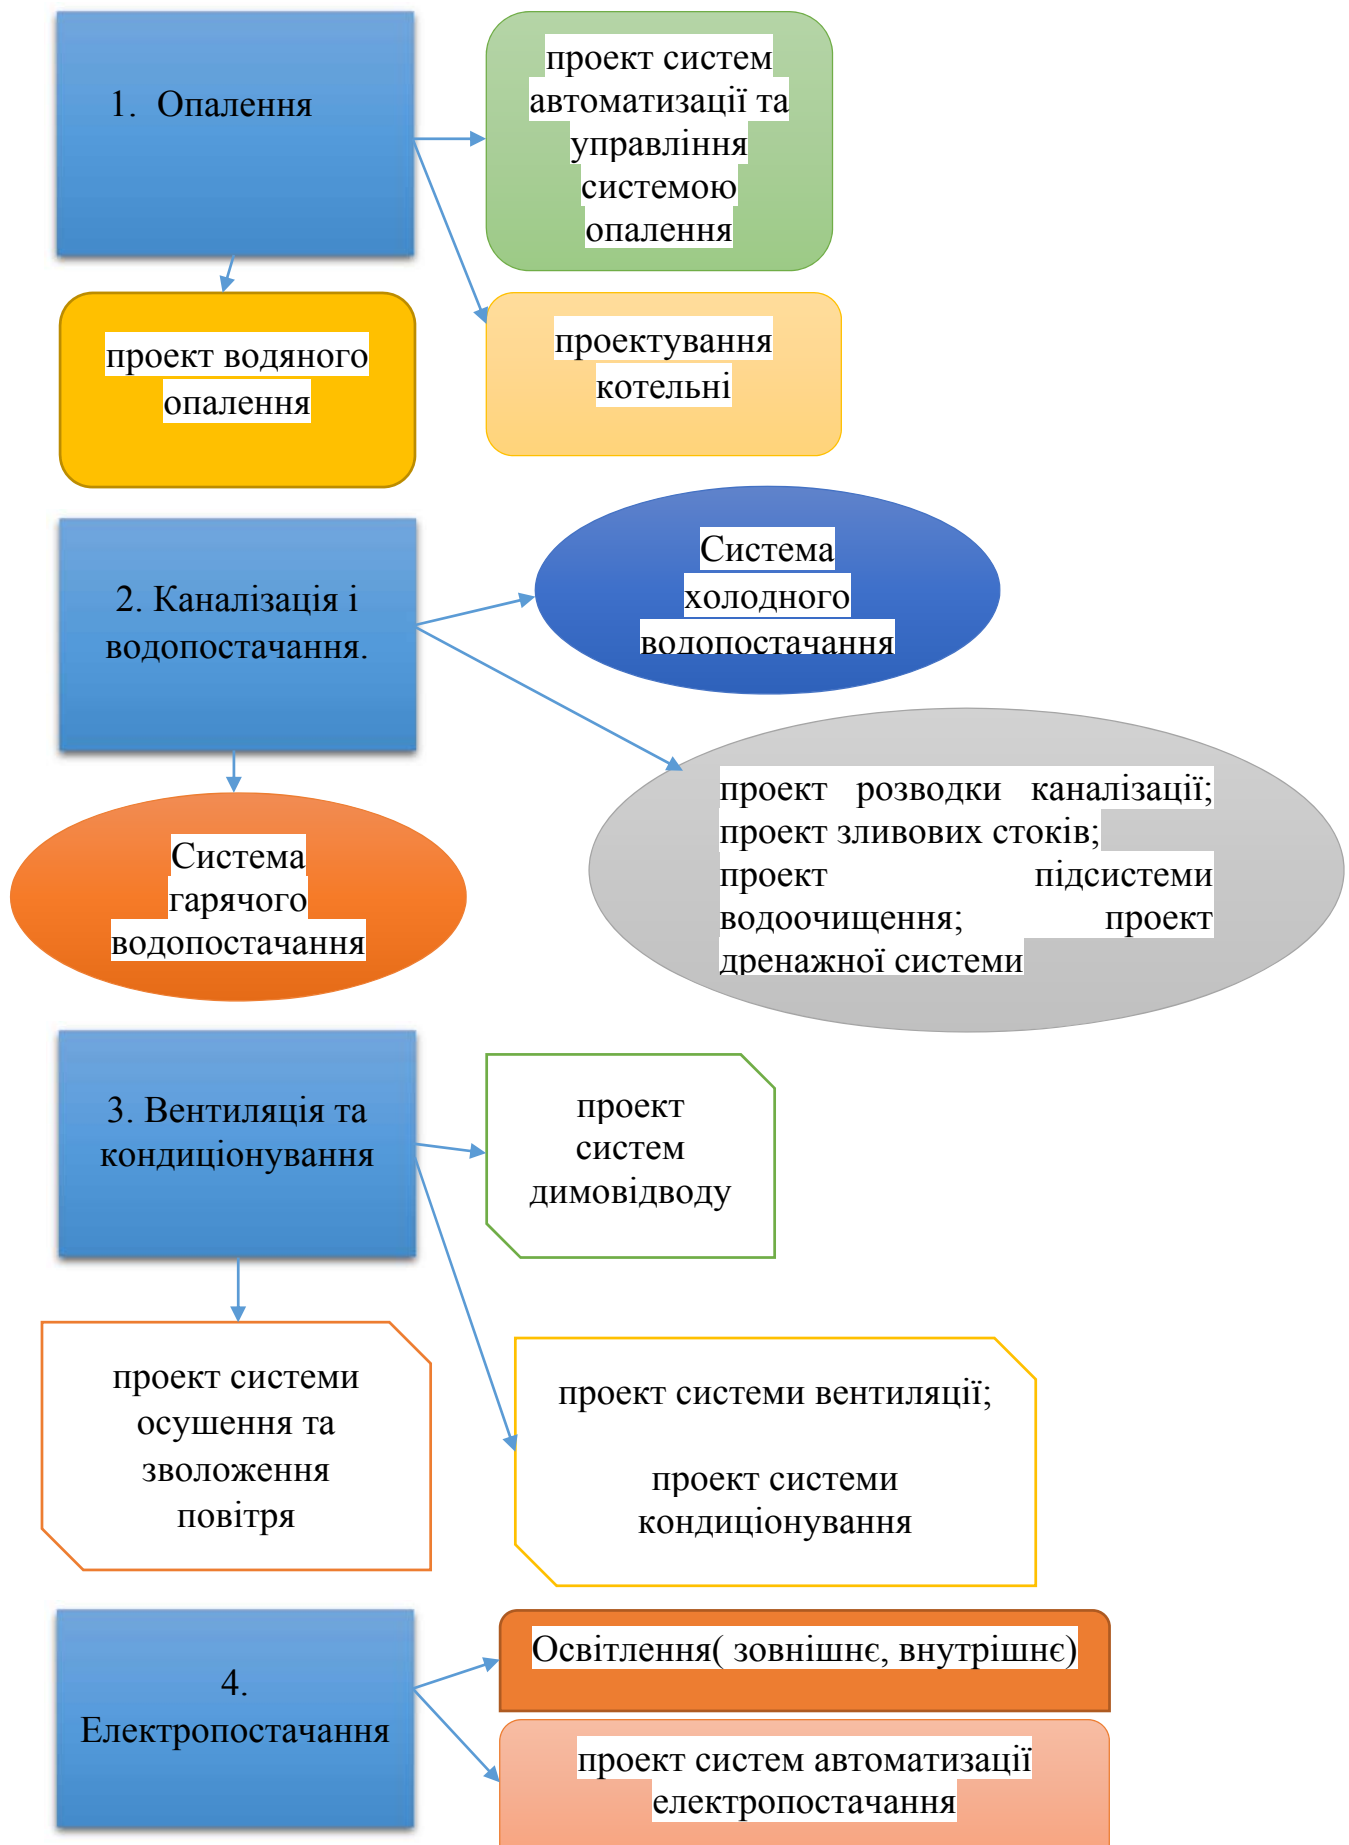 1. Опалення
проект систем
автоматизації та
управління
системою
опалення
проект водяного
опалення
проектування
котельні
2. Каналізація і
водопостачання.
Система
холодного
водопостачання
Система
гарячого
водопостачання
проект розводки каналізації;
проект зливових стоків;
проект підсистеми
водоочищення; проект
дренажної системи
3. Вентиляція та
кондиціонування
проект
систем
димовідводу
проект системи
осушення та
зволоження
повітря
проект системи вентиляції;
проект системи
кондиціонування
4.
Електропостачання
Освітлення( зовнішнє, внутрішнє)
проект систем автоматизації
електропостачання